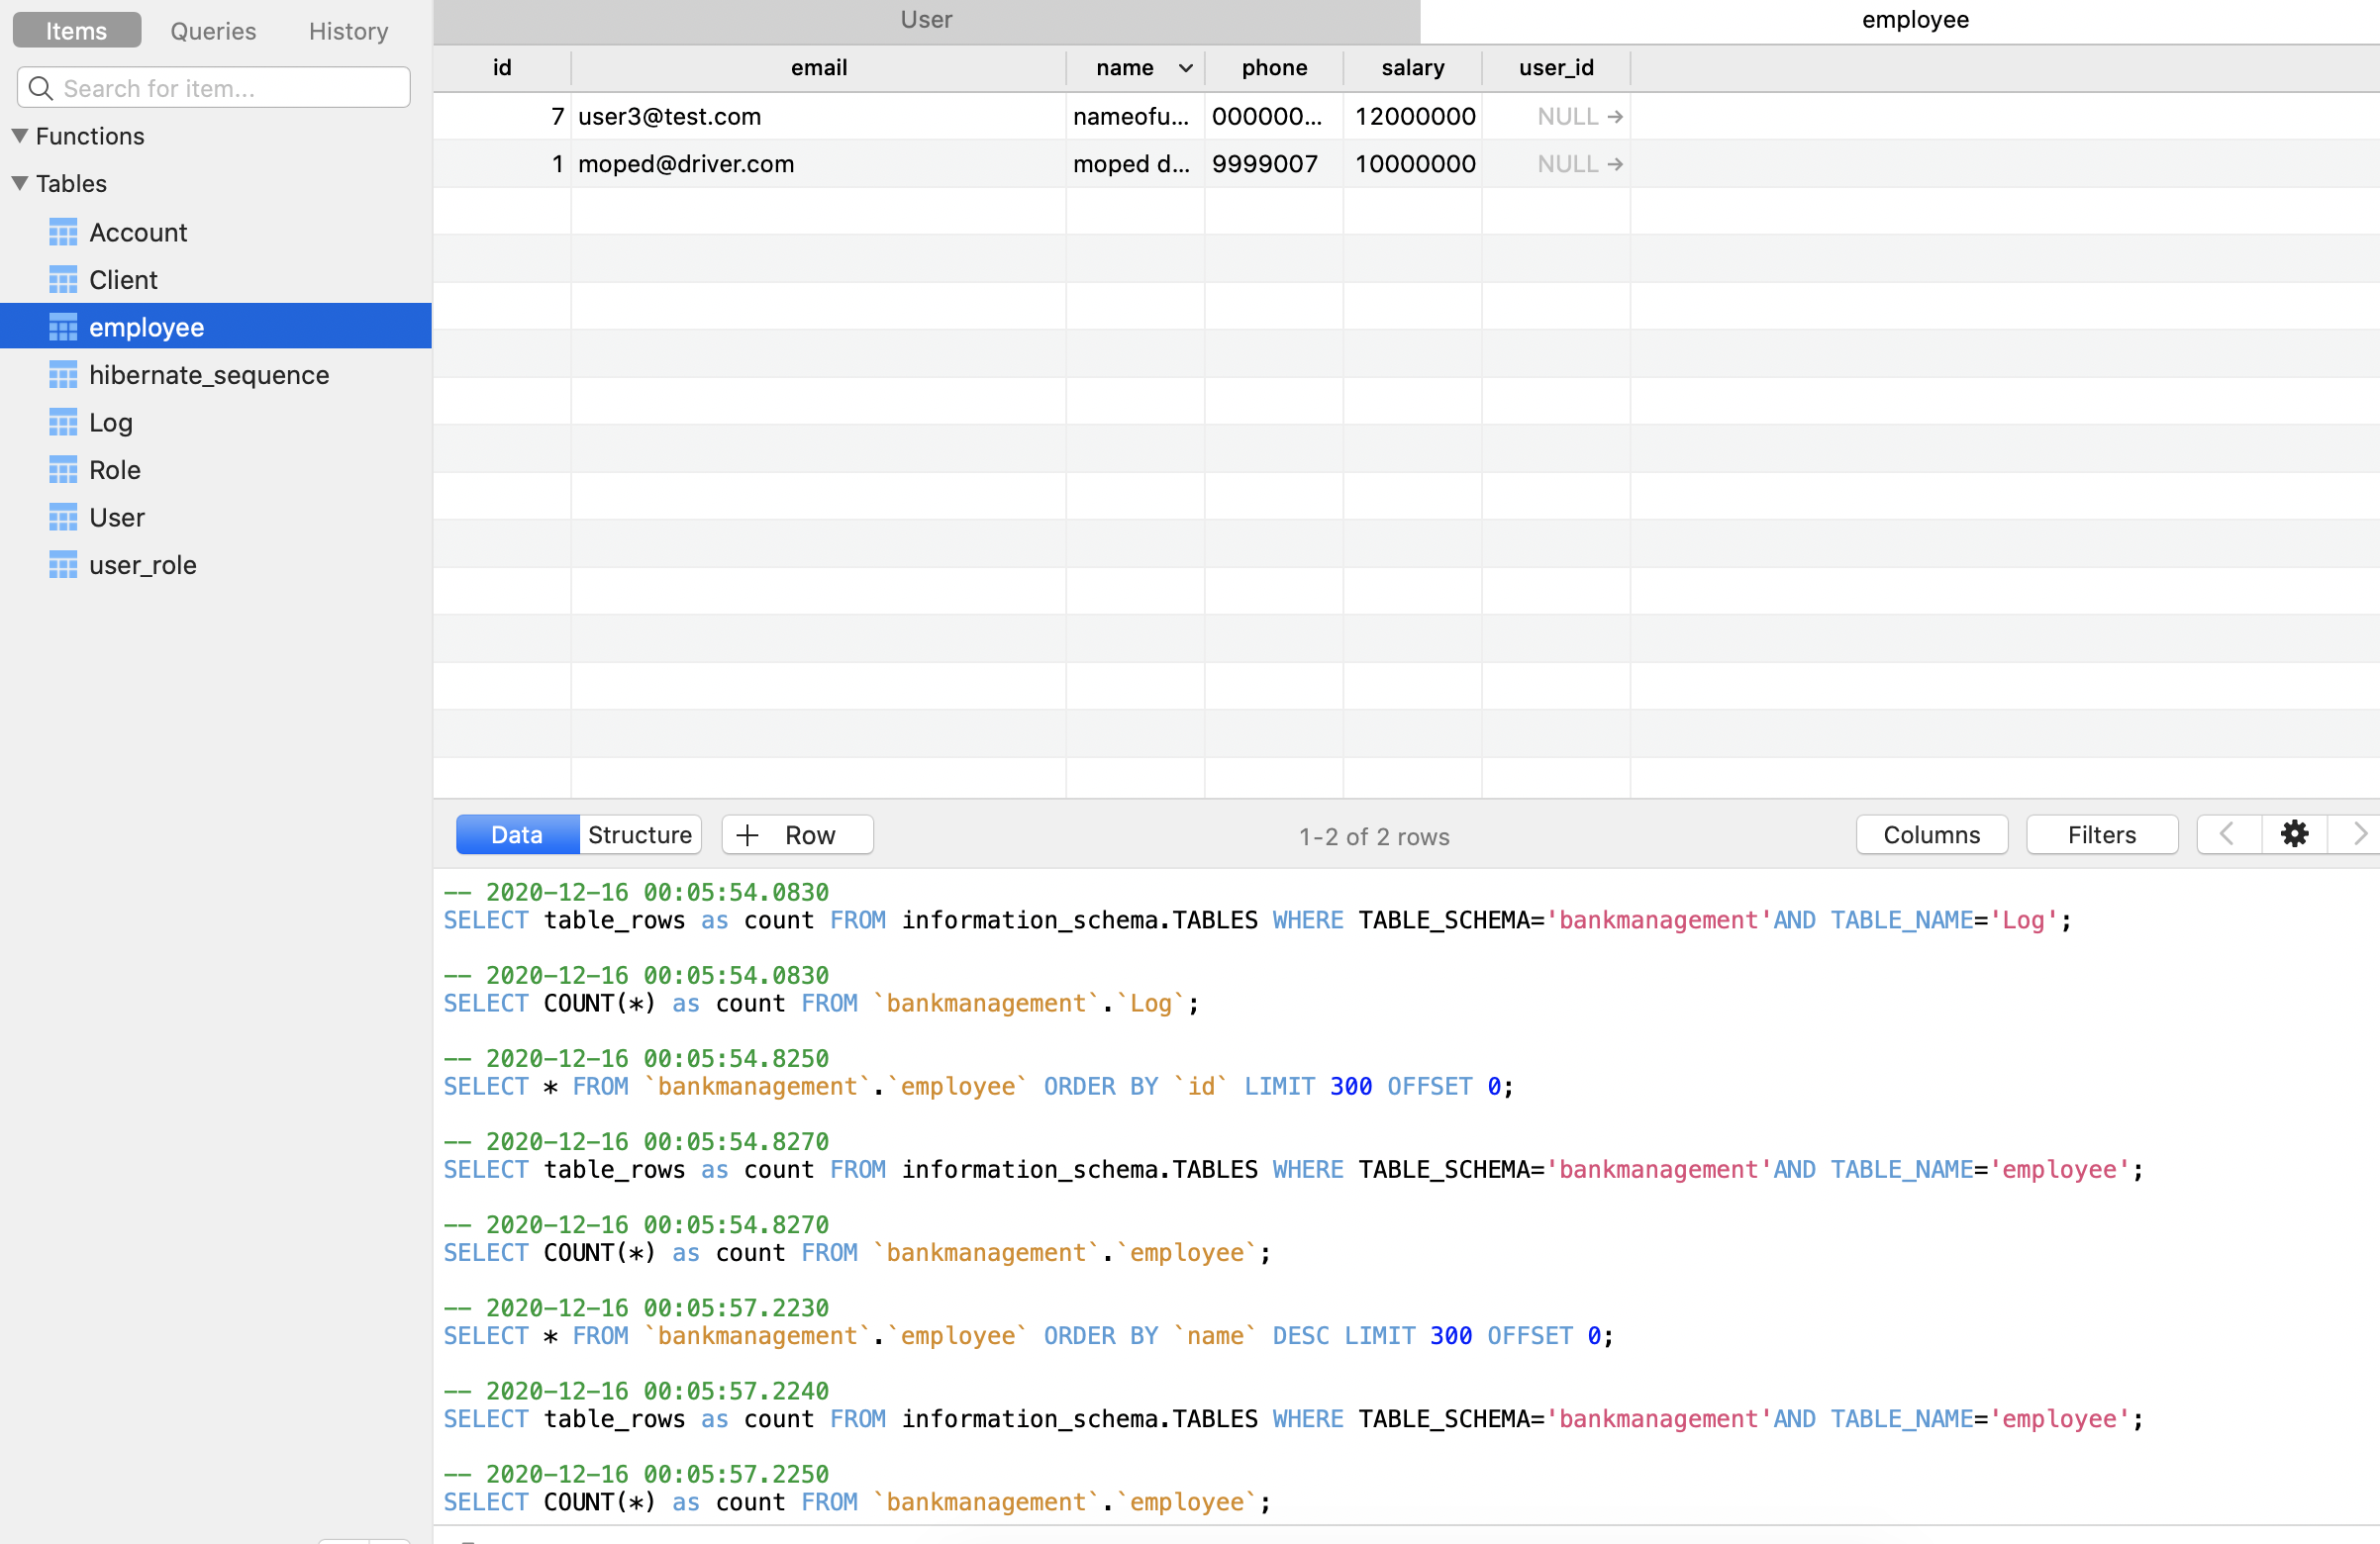 Items Queries History
Search for item...
Functions
Tables
Account
Client
employee
hibernate_sequence
Log
Role
User
user_role
User employee
id email name phone salary user_id
7 user3@test.com nameofu... 000000... 12000000 NULL →
1 moped@driver.com moped d... 9999007 10000000 NULL →
Data Structure + Row 1-2 of 2 rows Columns Filters
-- 2020-12-16 00:05:54.0830
SELECT table_rows as count FROM information_schema.TABLES WHERE TABLE_SCHEMA='bankmanagement'AND TABLE_NAME='Log';
-- 2020-12-16 00:05:54.0830
SELECT COUNT(*) as count FROM `bankmanagement`.`Log`;
-- 2020-12-16 00:05:54.8250
SELECT * FROM `bankmanagement`.`employee` ORDER BY `id` LIMIT 300 OFFSET 0;
-- 2020-12-16 00:05:54.8270
SELECT table_rows as count FROM information_schema.TABLES WHERE TABLE_SCHEMA='bankmanagement'AND TABLE_NAME='employee';
-- 2020-12-16 00:05:54.8270
SELECT COUNT(*) as count FROM `bankmanagement`.`employee`;
-- 2020-12-16 00:05:57.2230
SELECT * FROM `bankmanagement`.`employee` ORDER BY `name` DESC LIMIT 300 OFFSET 0;
-- 2020-12-16 00:05:57.2240
SELECT table_rows as count FROM information_schema.TABLES WHERE TABLE_SCHEMA='bankmanagement'AND TABLE_NAME='employee';
-- 2020-12-16 00:05:57.2250
SELECT COUNT(*) as count FROM `bankmanagement`.`employee`;